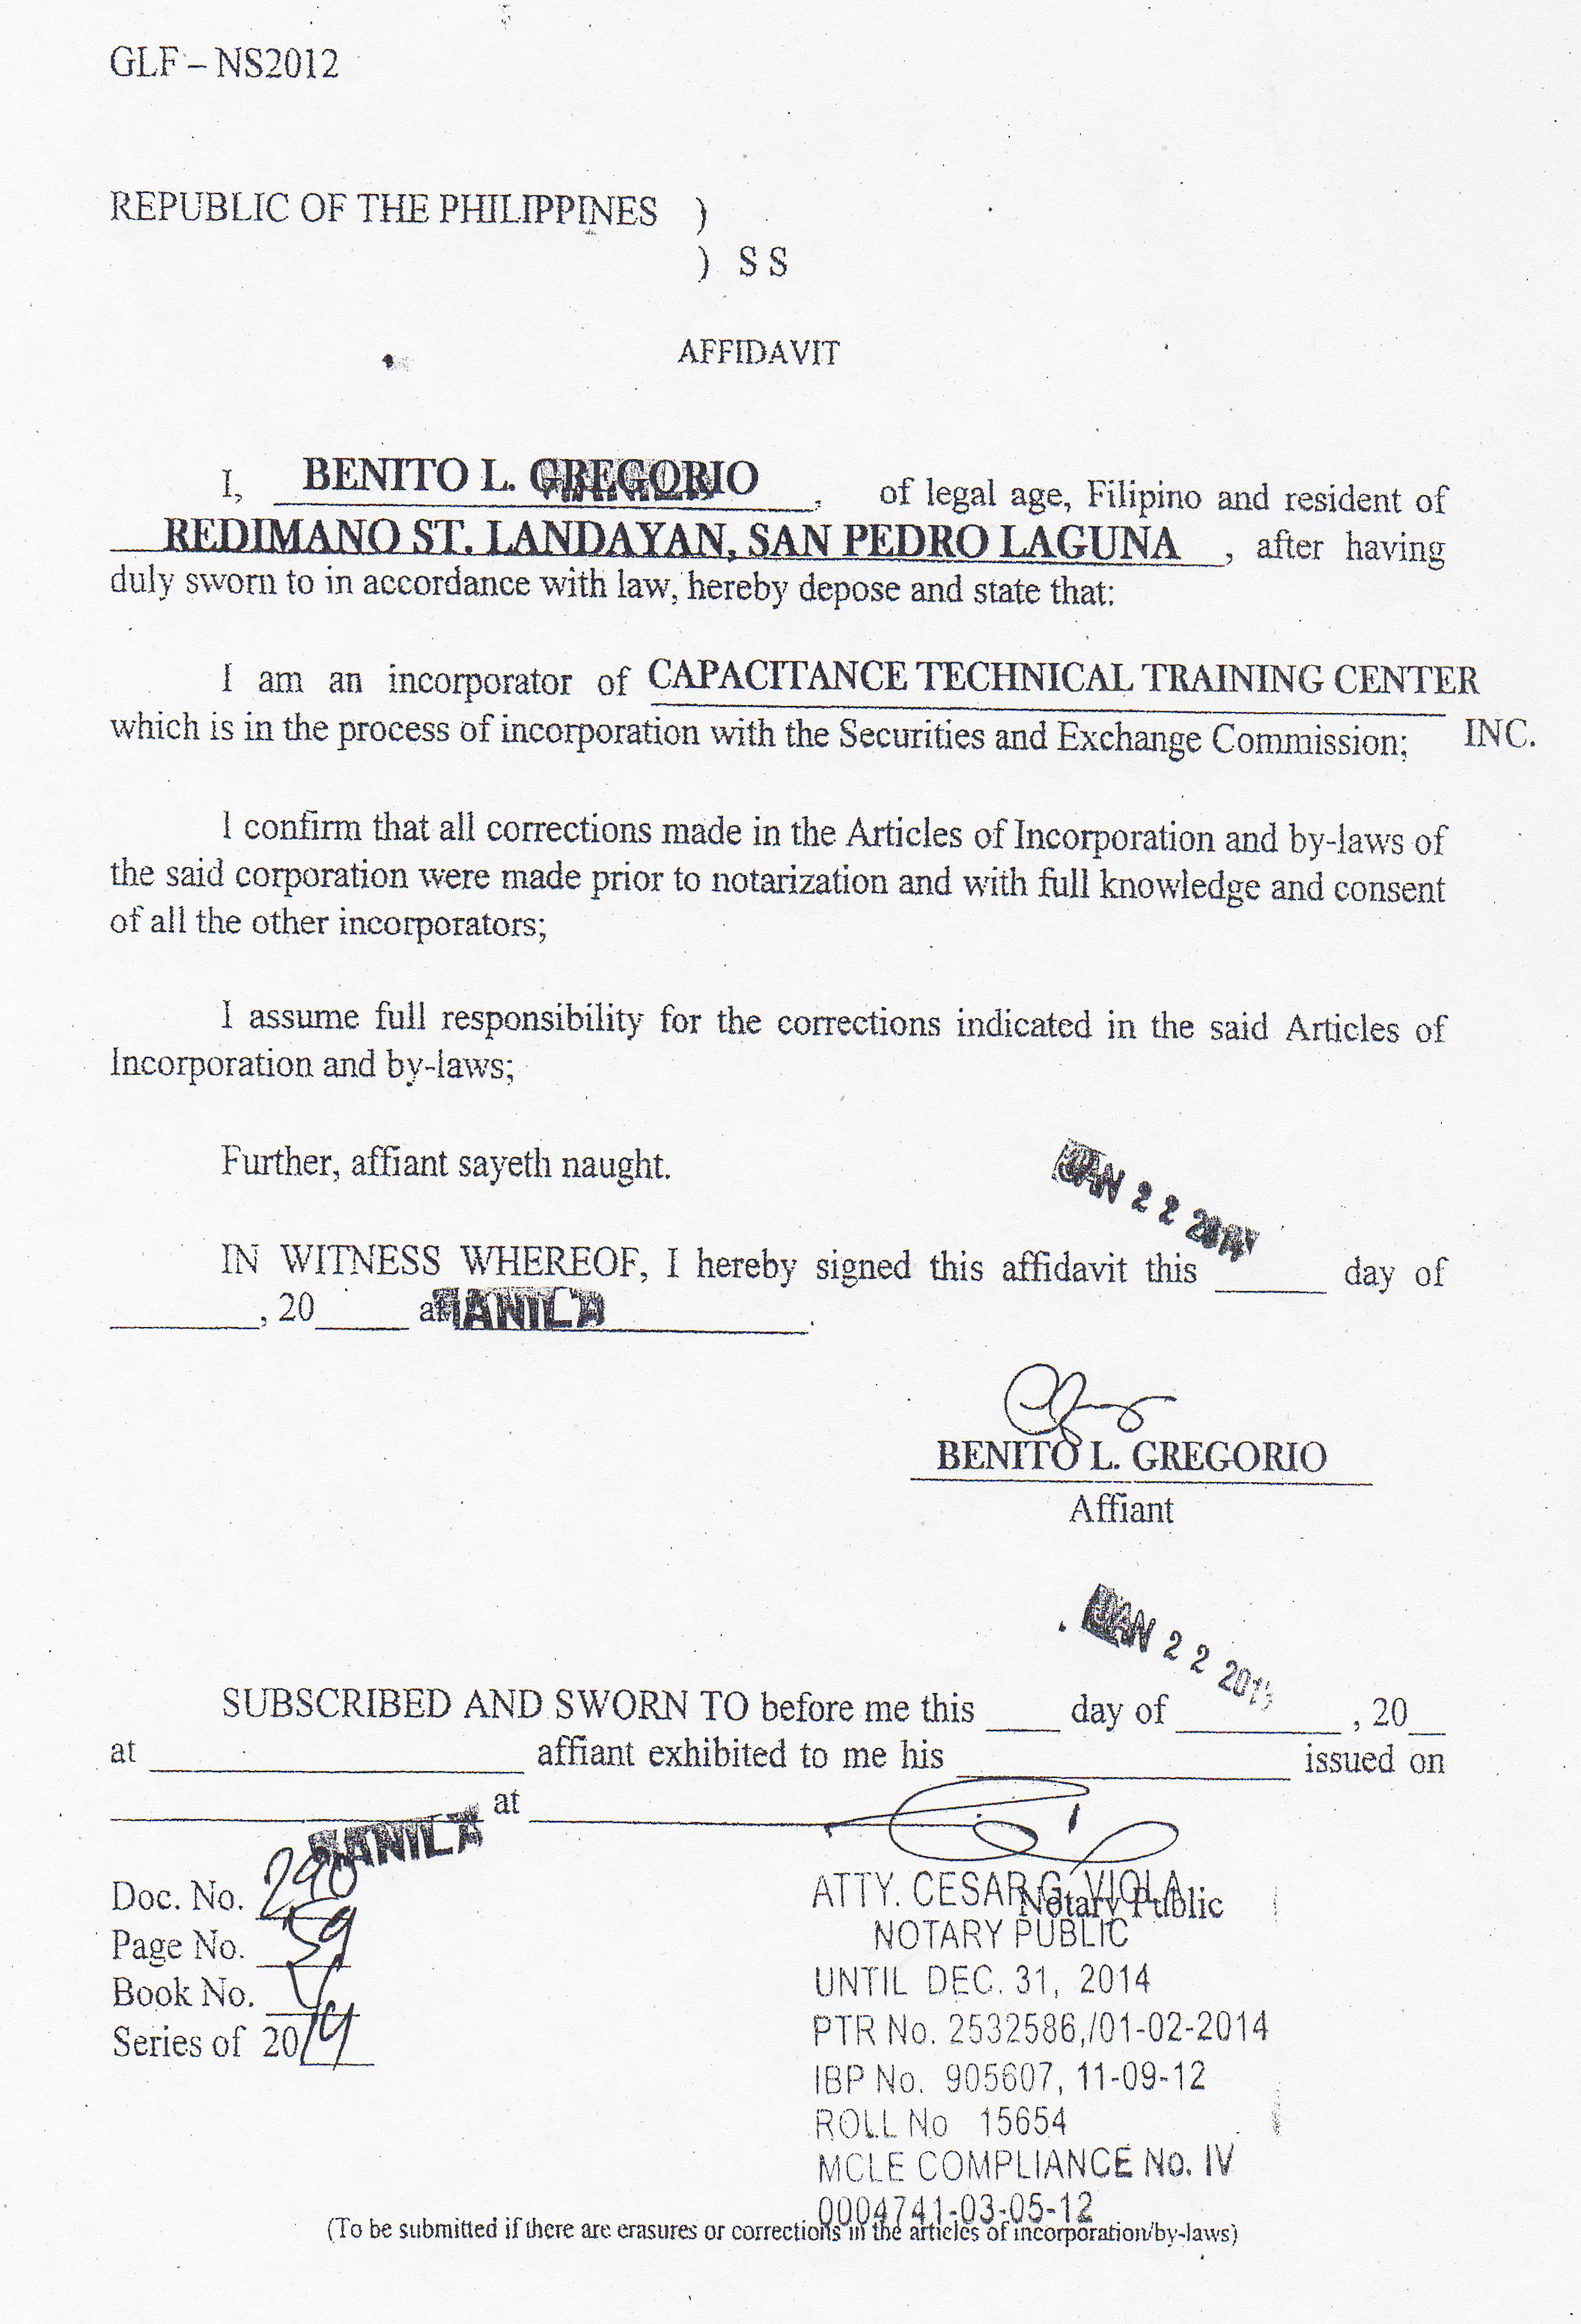 GLF – NS2012
REPUBLIC OF THE PHILIPPINES )
) S S
AFFIDAVIT
I, BENITO L. GREGORIO, of legal age, Filipino and resident of
REDIMANO ST. LANDAYAN, SAN PEDRO LAGUNA, after having
duly sworn to in accordance with law, hereby depose and state that:
I am an incorporator of CAPACITANCE TECHNICAL TRAINING CENTER
which is in the process of incorporation with the Securities and Exchange Commission; INC.
I confirm that all corrections made in the Articles of Incorporation and by-laws of
the said corporation were made prior to notarization and with full knowledge and consent
of all the other incorporators;
I assume full responsibility for the corrections indicated in the said Articles of
Incorporation and by-laws;
Further, affiant sayeth naught.
JAN 22 2014
IN WITNESS WHEREOF, I hereby signed this affidavit this ______ day of
________, 20_____ at MANILA.
BENITO L. GREGORIO
Affiant
JAN 22
SUBSCRIBED AND SWORN TO before me this ____ day of _________, 20__
at ____________________ affiant exhibited to me his __________________ issued on
____________________ at ____________________
MANILA
Doc. No. 290
Page No. 59
Book No. V
Series of 2014
ATTY. CESAR G. VIOLA
Notary Public
NOTARY PUBLIC
UNTIL DEC. 31, 2014
PTR No. 2532586,/01-02-2014
IBP No. 905607, 11-09-12
ROLL No 15654
MCLE COMPLIANCE No. IV
0004741-03-05-12
(To be submitted if there are erasures or corrections in the articles of incorporation/by-laws)